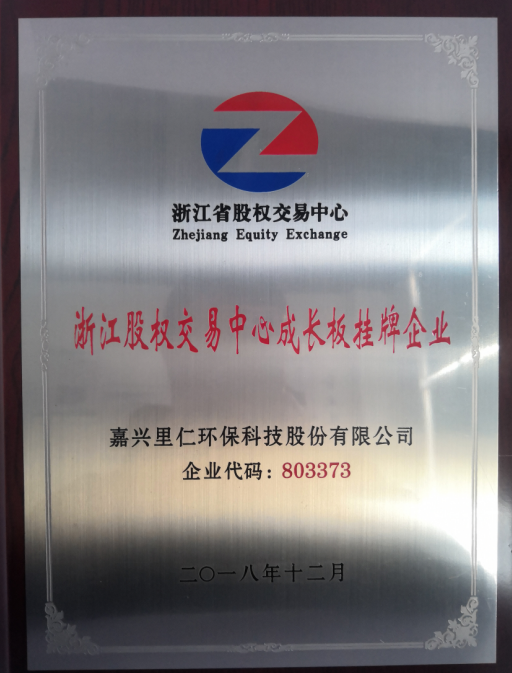 浙江省股权交易中心
Zhejiang Equity Exchange
浙江股权交易中心成长板挂牌企业
嘉兴里仁环保科技股份有限公司
企业代码：803373
二〇一八年十二月